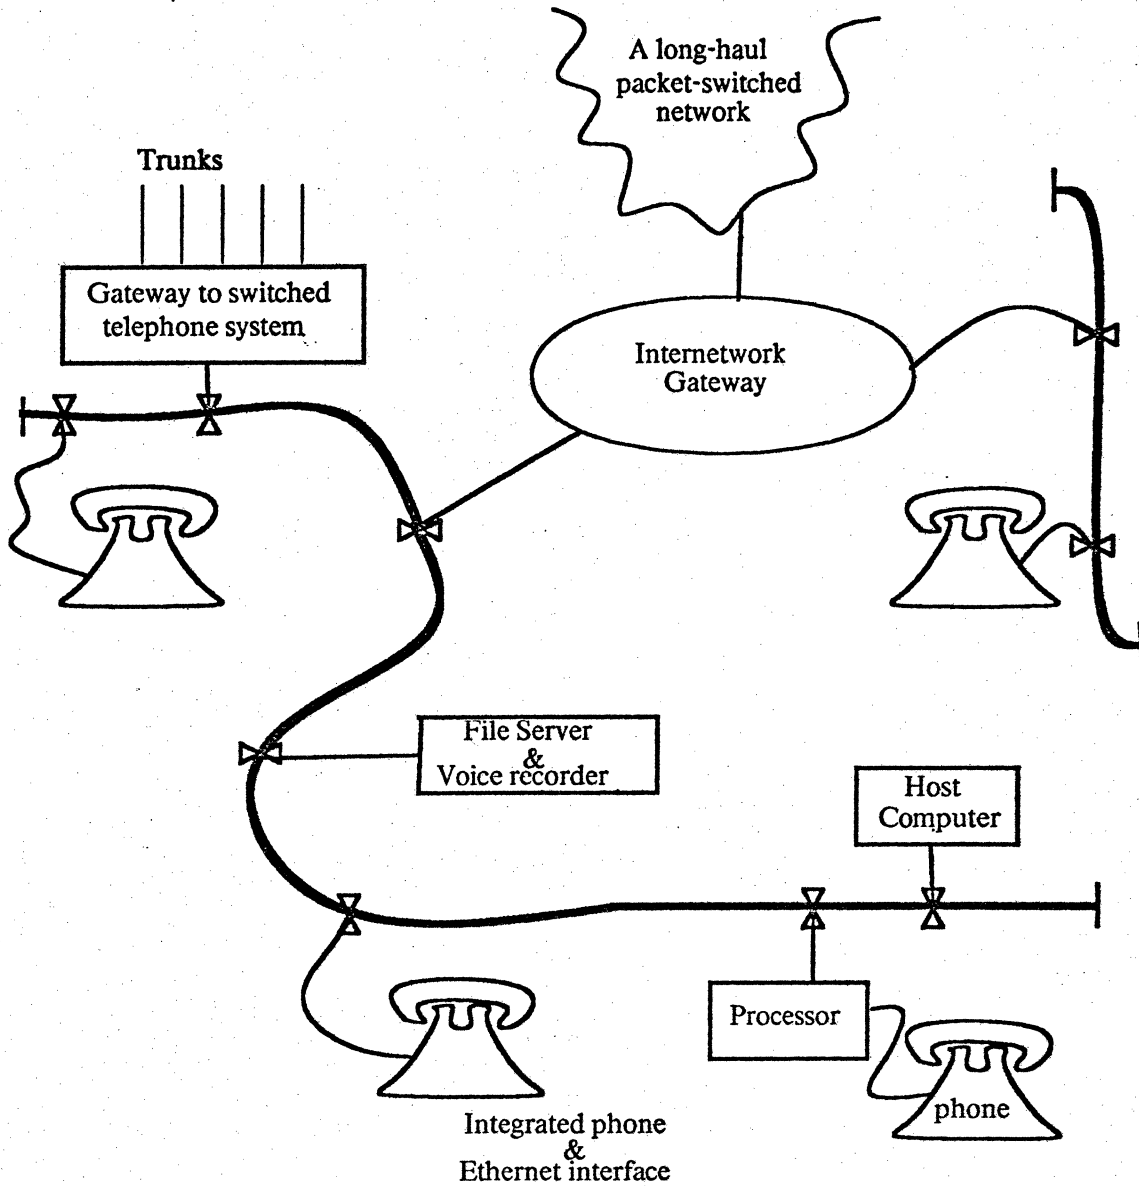 A long-haul
packet-switched
network
Trunks
Gateway to switched
telephone system
Internetwork
Gateway
File Server
&
Voice recorder
Host
Computer
Processor
phone
Integrated phone
&
Ethernet interface